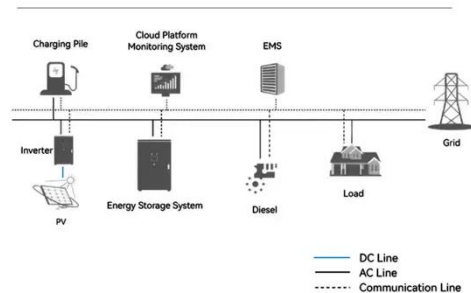 Charging Pile
Cloud Platform
Monitoring System
EMS
Grid
Inverter
PV
Energy Storage System
Diesel
Load
DC Line
AC Line
Communication Line